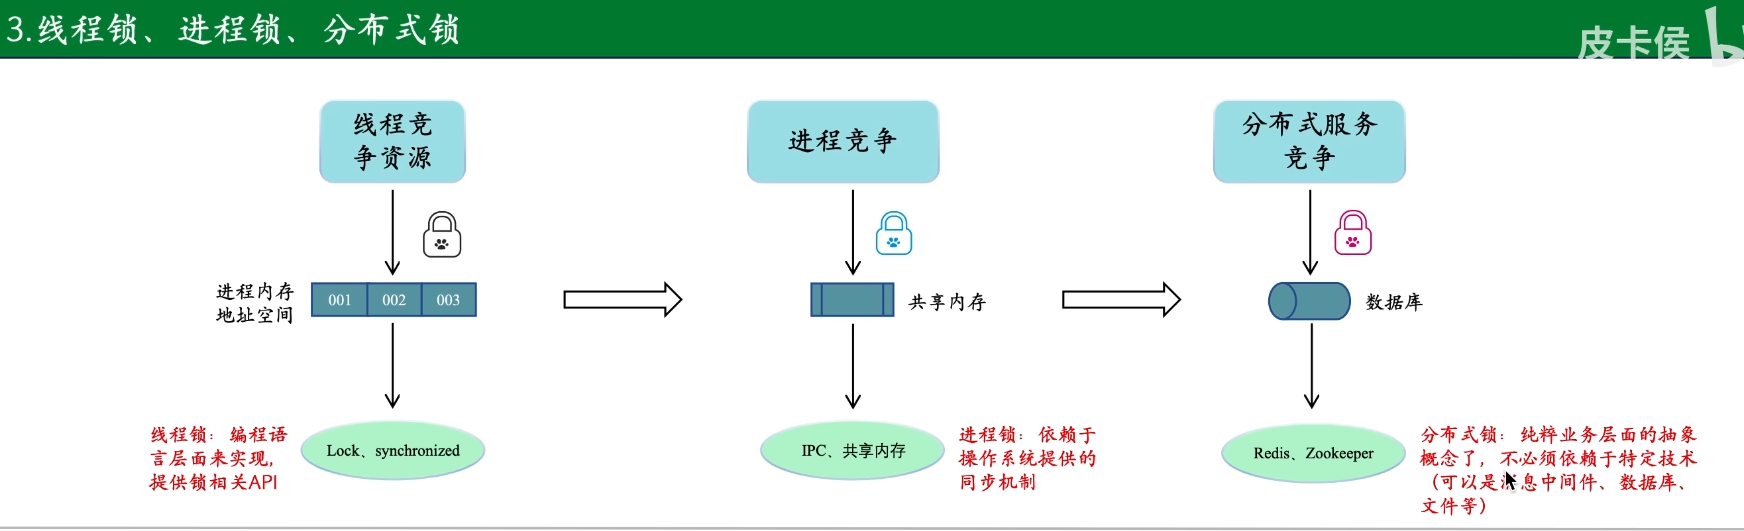 3.线程锁、进程锁、分布式锁
皮卡侯
线程竞
争资源
进程竞争
分布式服务
竞争
进程内存
地址空间
001
002
003
共享内存
数据库
线程锁：编程语
言层面来实现,
提供锁相关API
Lock、synchronized
IPC、共享内存
进程锁：依赖于
操作系统提供的
同步机制
Redis、Zookeeper
分布式锁：纯粹业务层面的抽象
概念了，不必须依赖于特定技术
（可以是消息中间件、数据库、
文件等）